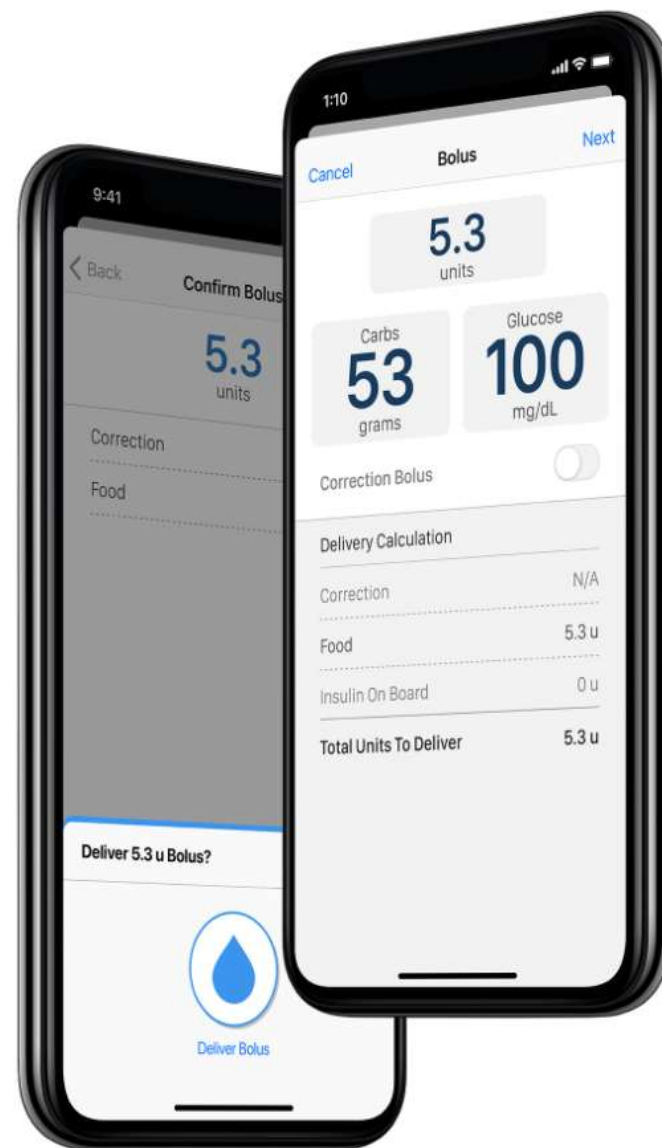 9:41
Back
Confirm Bolus
5.3
units
Correction
Food
Deliver 5.3 u Bolus?
Deliver Bolus
1:10
Cancel
Bolus
Next
5.3
units
Carbs
53
grams
Glucose
100
mg/dL
Correction Bolus
Delivery Calculation
Correction N/A
Food 5.3 u
Insulin On Board 0 u
Total Units To Deliver 5.3 u